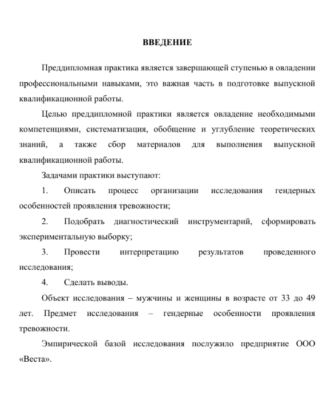 ВВЕДЕНИЕ
Преддипломная практика является завершающей ступенью в овладении
профессиональными навыками, это важная часть в подготовке выпускной
квалификационной работы.
Целью преддипломной практики является овладение необходимыми
компетенциями, систематизация, обобщение и углубление теоретических
знаний, а также сбор материалов для выполнения выпускной
квалификационной работы.
Задачами практики выступают:
1. Описать процесс организации исследования гендерных
особенностей проявления тревожности;
2. Подобрать диагностический инструментарий, сформировать
экспериментальную выборку;
3. Провести интерпретацию результатов проведенного
исследования;
4. Сделать выводы.
Объект исследования – мужчины и женщины в возрасте от 33 до 49
лет. Предмет исследования – гендерные особенности проявления
тревожности.
Эмпирической базой исследования послужило предприятие ООО
«Веста».